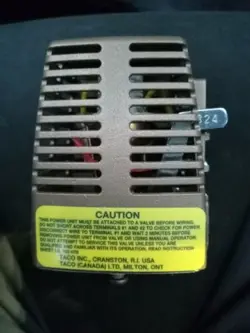 024
CAUTION
THIS POWER UNIT MUST BE ATTACHED TO A VALVE BEFORE WIRING.
DO NOT SHORT ACROSS TERMINALS #1 AND #2 TO CHECK FOR POWER.
DISCONNECT WIRE TO TERMINAL #1 AND WAIT 2 MINUTES BEFORE
REMOVING POWER UNIT FROM VALVE OR USING MANUAL OPERATOR.
DO NOT ATTEMPT TO SERVICE THIS VALVE UNLESS YOU ARE
QUALIFIED AND FAMILIAR WITH ITS OPERATION. READ INSTRUCTION
SHEET
TACO INC., CRANSTON, R.I. USA
TACO (CANADA) LTD, MILTON, ONT